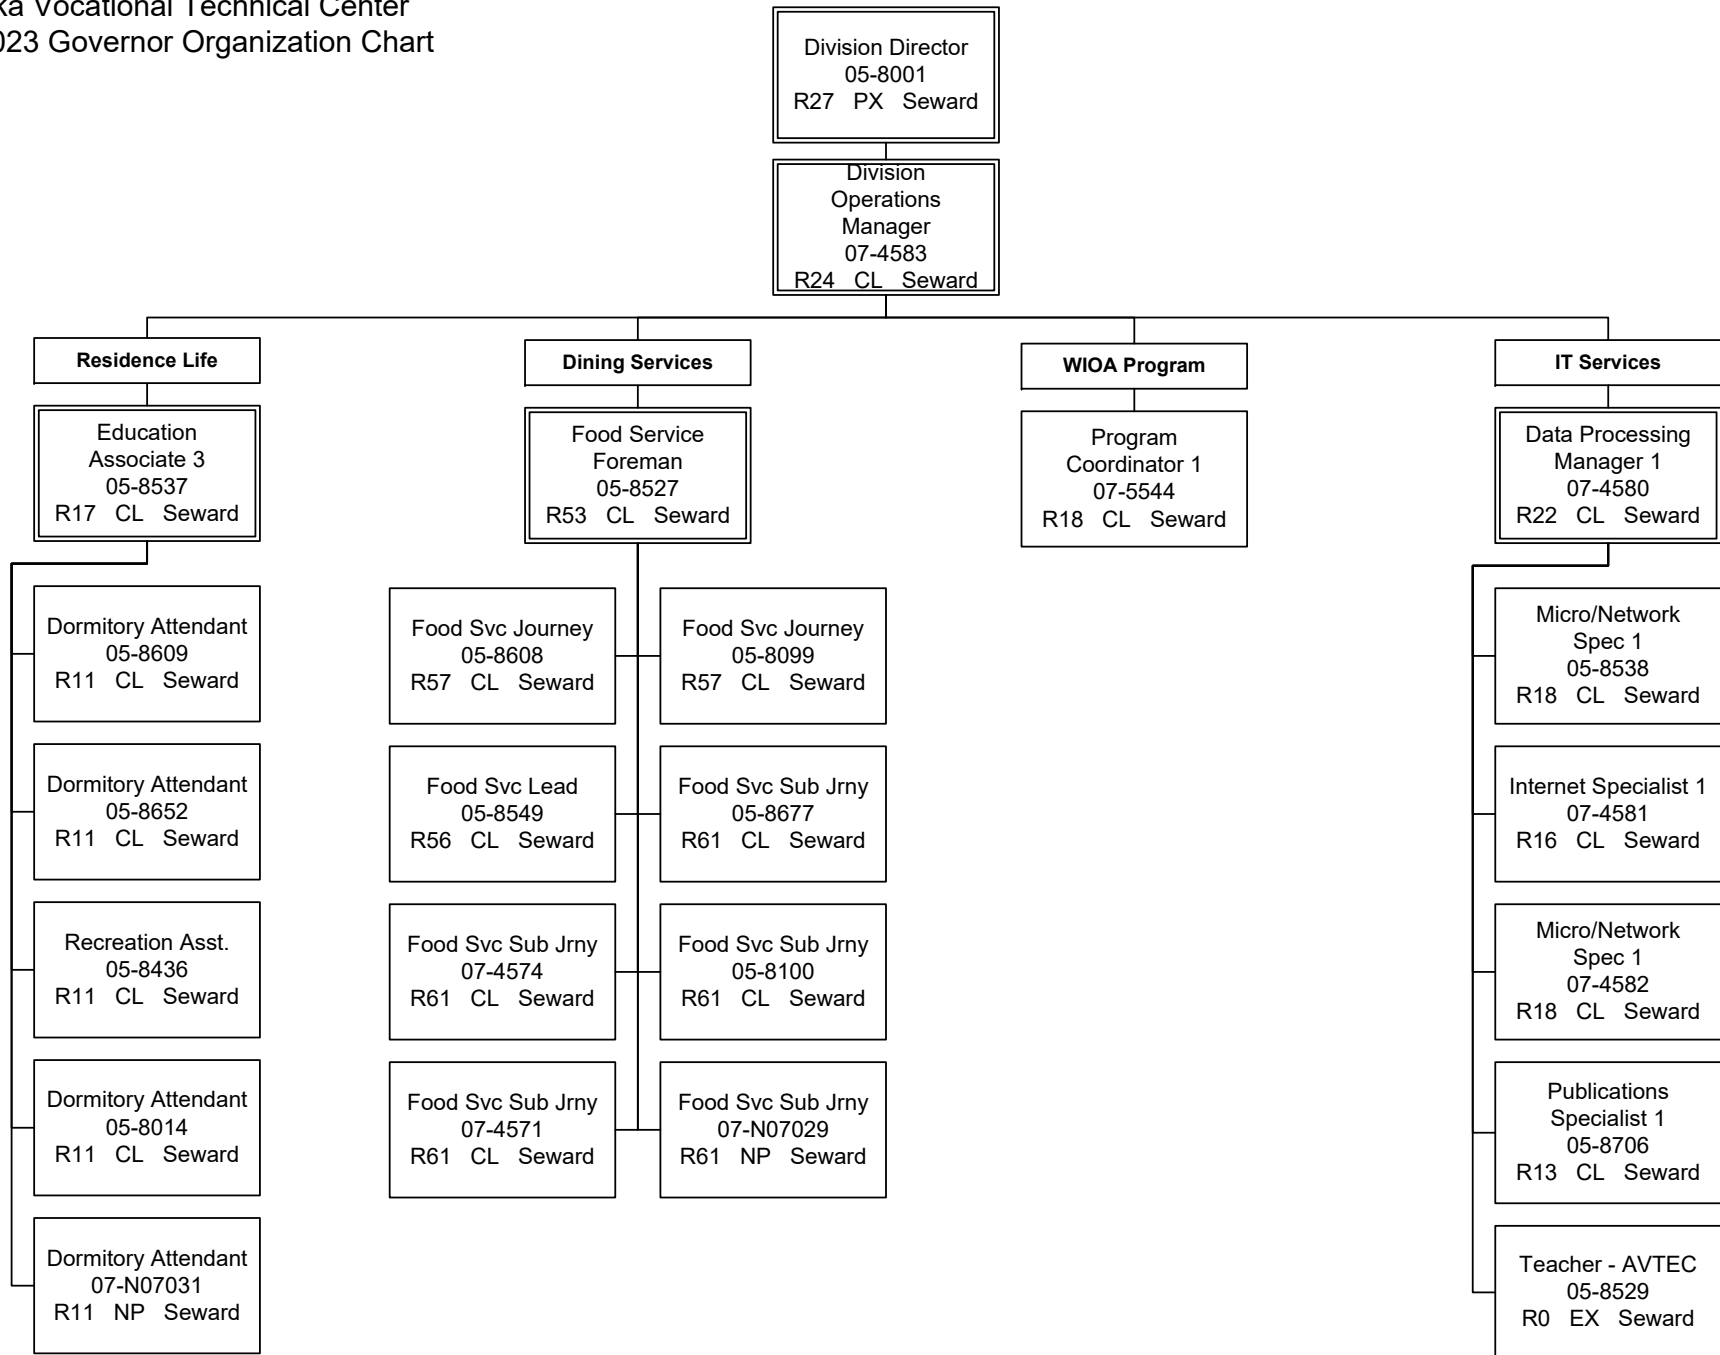 Vocational Technical Center
Governor Organization Chart
Division Director
05-8001
R27 PX Seward
Division
Operations
Manager
07-4583
R24 CL Seward
Residence Life
Education
Associate 3
05-8537
R17 CL Seward
Dormitory Attendant
05-8609
R11 CL Seward
Dormitory Attendant
05-8652
R11 CL Seward
Recreation Asst.
05-8436
R11 CL Seward
Dormitory Attendant
05-8014
R11 CL Seward
Dormitory Attendant
07-N07031
R11 NP Seward
Dining Services
Food Service
Foreman
05-8527
R53 CL Seward
Food Svc Journey
05-8608
R57 CL Seward
Food Svc Journey
05-8099
R57 CL Seward
Food Svc Lead
05-8549
R56 CL Seward
Food Svc Sub Jrny
05-8677
R61 CL Seward
Food Svc Sub Jrny
07-4574
R61 CL Seward
Food Svc Sub Jrny
05-8100
R61 CL Seward
Food Svc Sub Jrny
07-4571
R61 CL Seward
Food Svc Sub Jrny
07-N07029
R61 NP Seward
WIOA Program
Program
Coordinator 1
07-5544
R18 CL Seward
IT Services
Data Processing
Manager 1
07-4580
R22 CL Seward
Micro/Network
Spec 1
05-8538
R18 CL Seward
Internet Specialist 1
07-4581
R16 CL Seward
Micro/Network
Spec 1
07-4582
R18 CL Seward
Publications
Specialist 1
05-8706
R13 CL Seward
Teacher - AVTEC
05-8529
R0 EX Seward